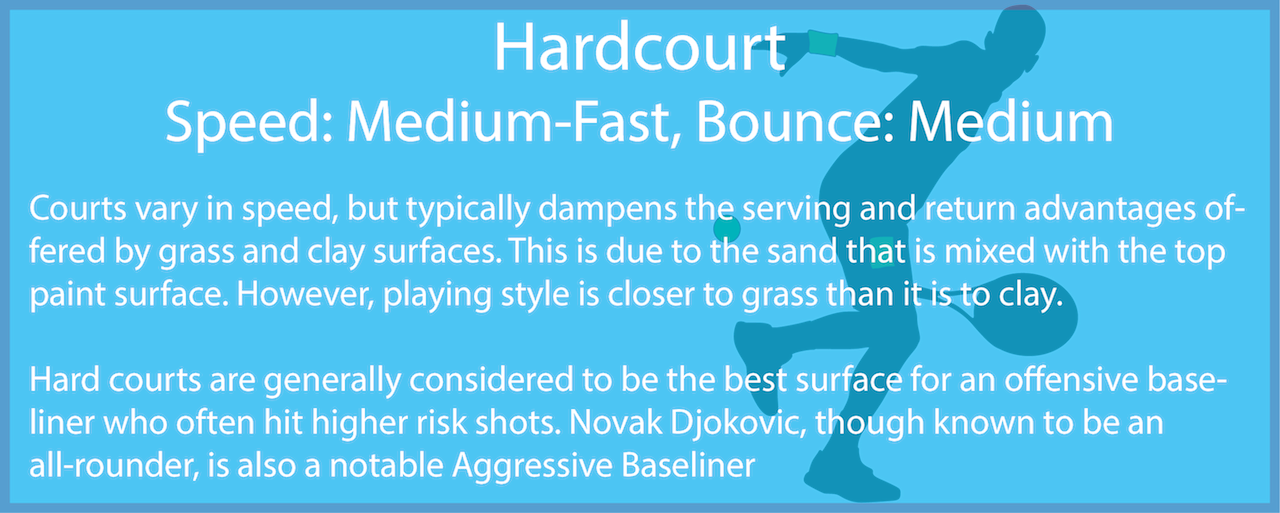 Hardcourt
Speed: Medium-Fast, Bounce: Medium
Courts vary in speed, but typically dampens the serving and return advantages of-
fered by grass and clay surfaces. This is due to the sand that is mixed with the top
paint surface. However, playing style is closer to grass than it is to clay.
Hard courts are generally considered to be the best surface for an offensive base-
liner who often hit higher risk shots. Novak Djokovic, though known to be an
all-rounder, is also a notable Aggressive Baseliner